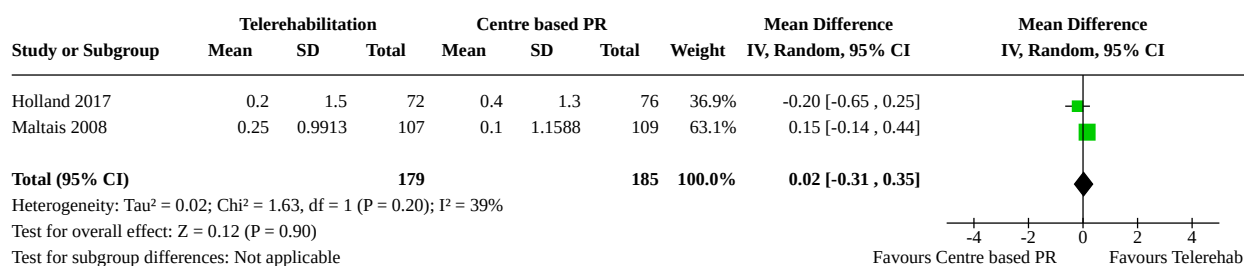 Telerehabilitation Centre based PR Mean Difference Mean Difference
Study or Subgroup Mean SD Total Mean SD Total Weight IV, Random, 95% CI IV, Random, 95% CI
Holland 2017 0.2 1.5 72 0.4 1.3 76 36.9% -0.20 [-0.65 , 0.25]
Maltais 2008 0.25 0.9913 107 0.1 1.1588 109 63.1% 0.15 [-0.14 , 0.44]
Total (95% CI) 179 185 100.0% 0.02 [-0.31 , 0.35]
Heterogeneity: Tau² = 0.02; Chi² = 1.63, df = 1 (P = 0.20); I² = 39%
Test for overall effect: Z = 0.12 (P = 0.90)
-4 -2 0 2 4
Test for subgroup differences: Not applicable Favours Centre based PR Favours Telerehab